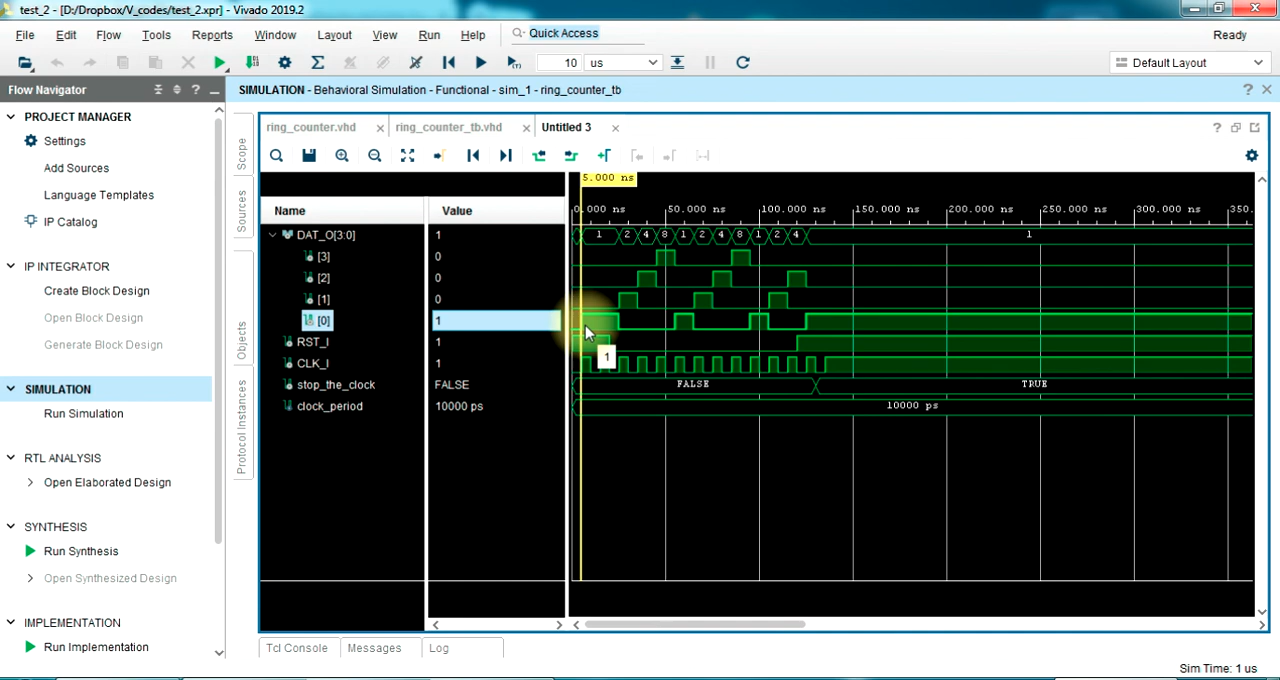 test_2 - [D:/Dropbox/V_codes/test_2.xpr] - Vivado 2019.2
File Edit Flow Tools Reports Window Layout View Run Help Quick Access Ready
10 us Default Layout
Flow Navigator
SIMULATION - Behavioral Simulation - Functional - sim_1 - ring_counter_tb
PROJECT MANAGER
Settings
Add Sources
Language Templates
IP Catalog
IP INTEGRATOR
Create Block Design
Open Block Design
Generate Block Design
SIMULATION
Run Simulation
RTL ANALYSIS
Open Elaborated Design
SYNTHESIS
Run Synthesis
Open Synthesized Design
IMPLEMENTATION
Run Implementation
Scope
Sources
Objects
Protocol Instances
ring_counter.vhd ring_counter_tb.vhd Untitled 3
5.000 ns
Name Value 0.000 ns 50.000 ns 100.000 ns 150.000 ns 200.000 ns 250.000 ns 300.000 ns 350.
DAT_O[3:0] 1 1 2 4 8 1 2 4 8 1 2 4 1
[3] 0
[2] 0
[1] 0
[0] 1
RST_I 1
1
CLK_I 1
stop_the_clock FALSE FALSE TRUE
clock_period 10000 ps 10000 ps
Tcl Console Messages Log
Sim Time: 1 us